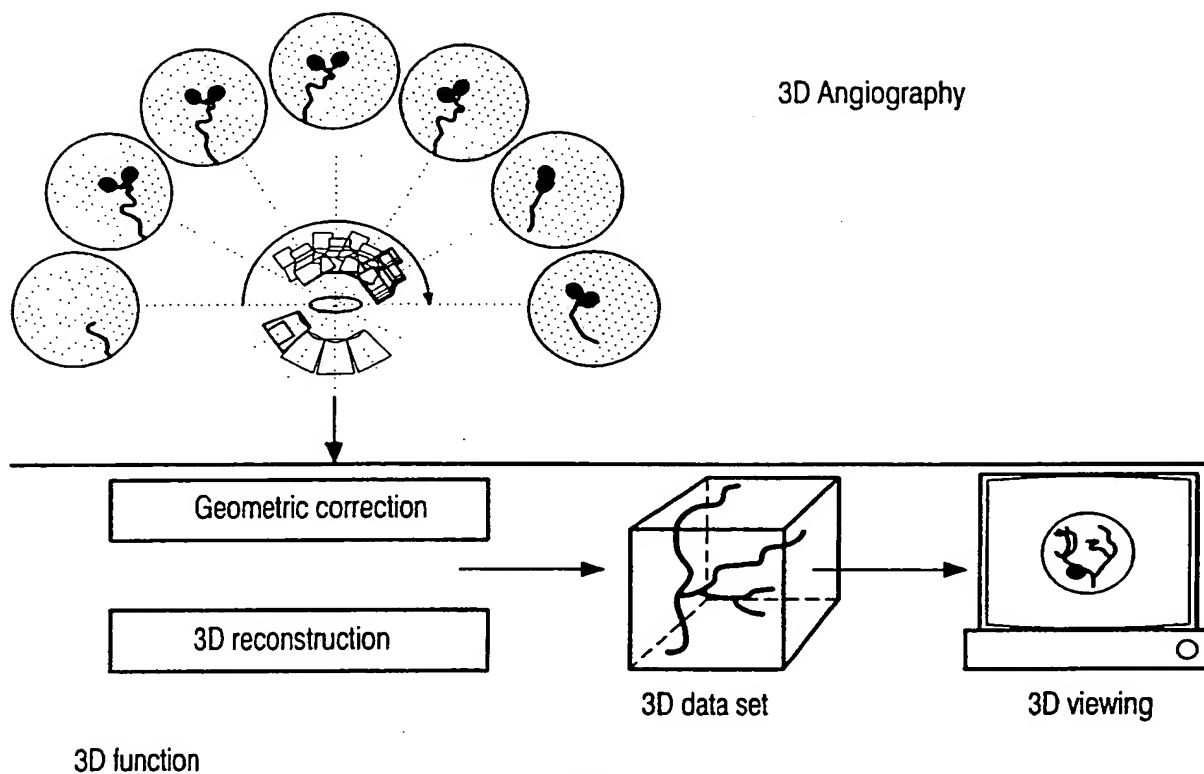 3D Angiography
Geometric correction
3D reconstruction
3D data set
3D viewing
3D function